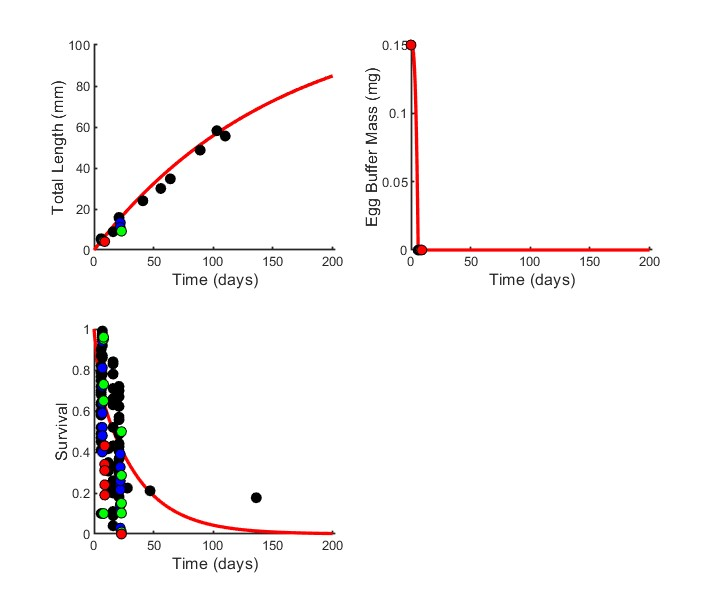 100
80
60
40
20
0
0 50 100 150 200
Total Length (mm)
Time (days)
0.15
0.1
0.05
0
0 50 100 150 200
Egg Buffer Mass (mg)
Time (days)
1
0.8
0.6
0.4
0.2
0
0 50 100 150 200
Survival
Time (days)